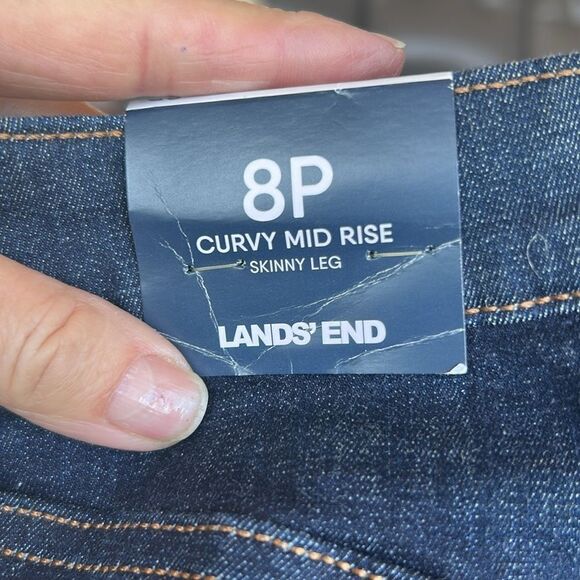 8P
CURVY MID RISE
SKINNY LEG
LANDS' END